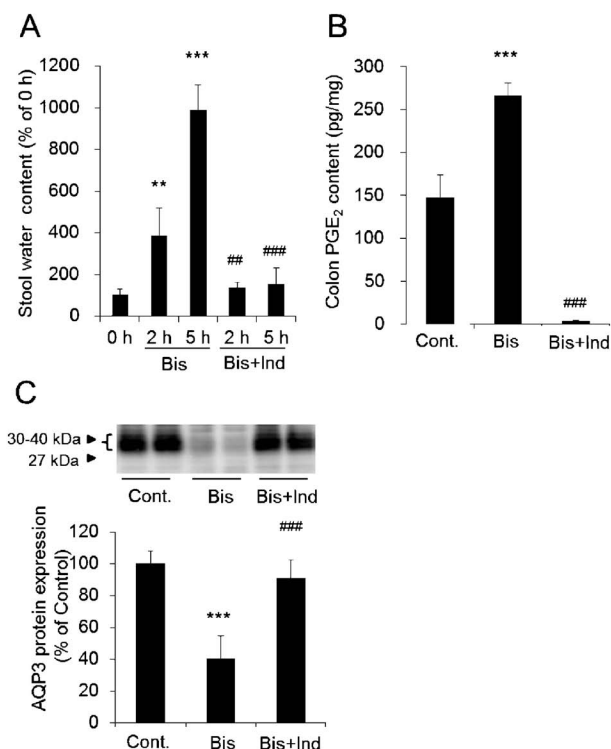 A
Stool water content (% of 0 h)
1200
1000
800
600
400
200
0
**
***
##
###
0 h 2 h 5 h 2 h 5 h
Bis Bis+Ind
B
Colon PGE2 content (pg/mg)
300
250
200
150
100
50
0
***
###
Cont. Bis Bis+Ind
C
30-40 kDa
27 kDa
Cont. Bis Bis+Ind
AQP3 protein expression
(% of Control)
120
100
80
60
40
20
0
***
###
Cont. Bis Bis+Ind